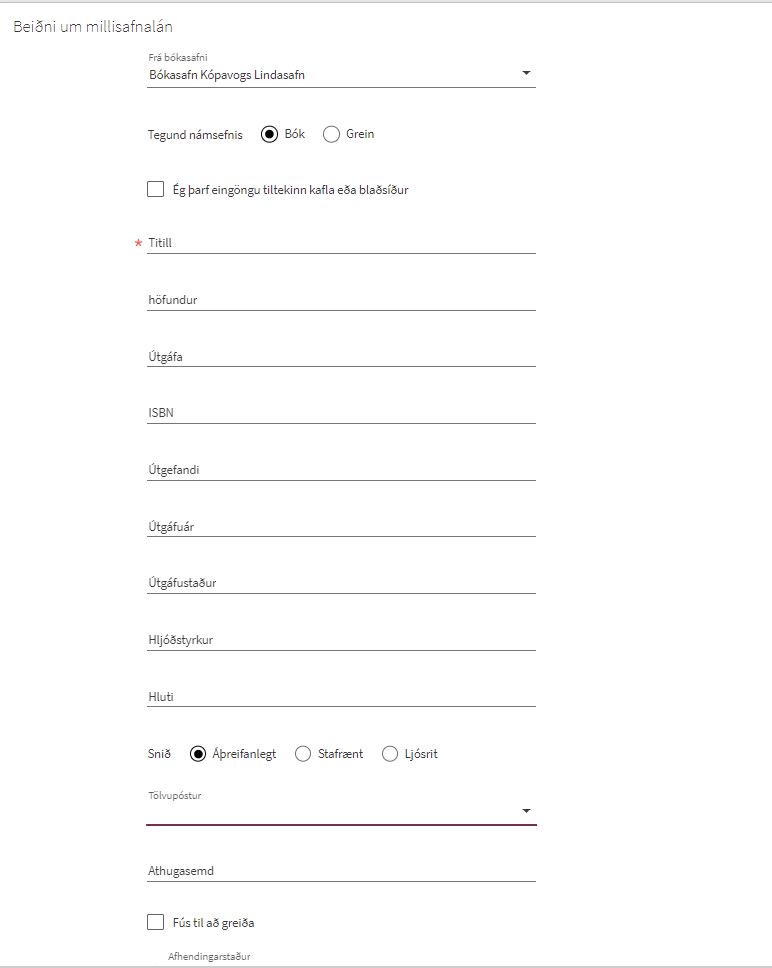 Beiðni um millisafnalán
Frá bókasafni
Bókasafn Kópavogs Lindasafn
Tegund námsefnis Bók Grein
Ég þarf eingöngu tiltekinn kafla eða blaðsíður
* Titill
höfundur
Útgáfa
ISBN
Útgefandi
Útgáfuár
Útgáfustaður
Hljóðstyrkur
Hluti
Snið Áþreifanlegt Stafrænt Ljósrit
Tölvupóstur
Athugasemd
Fús til að greiða
Afhendingarstaður